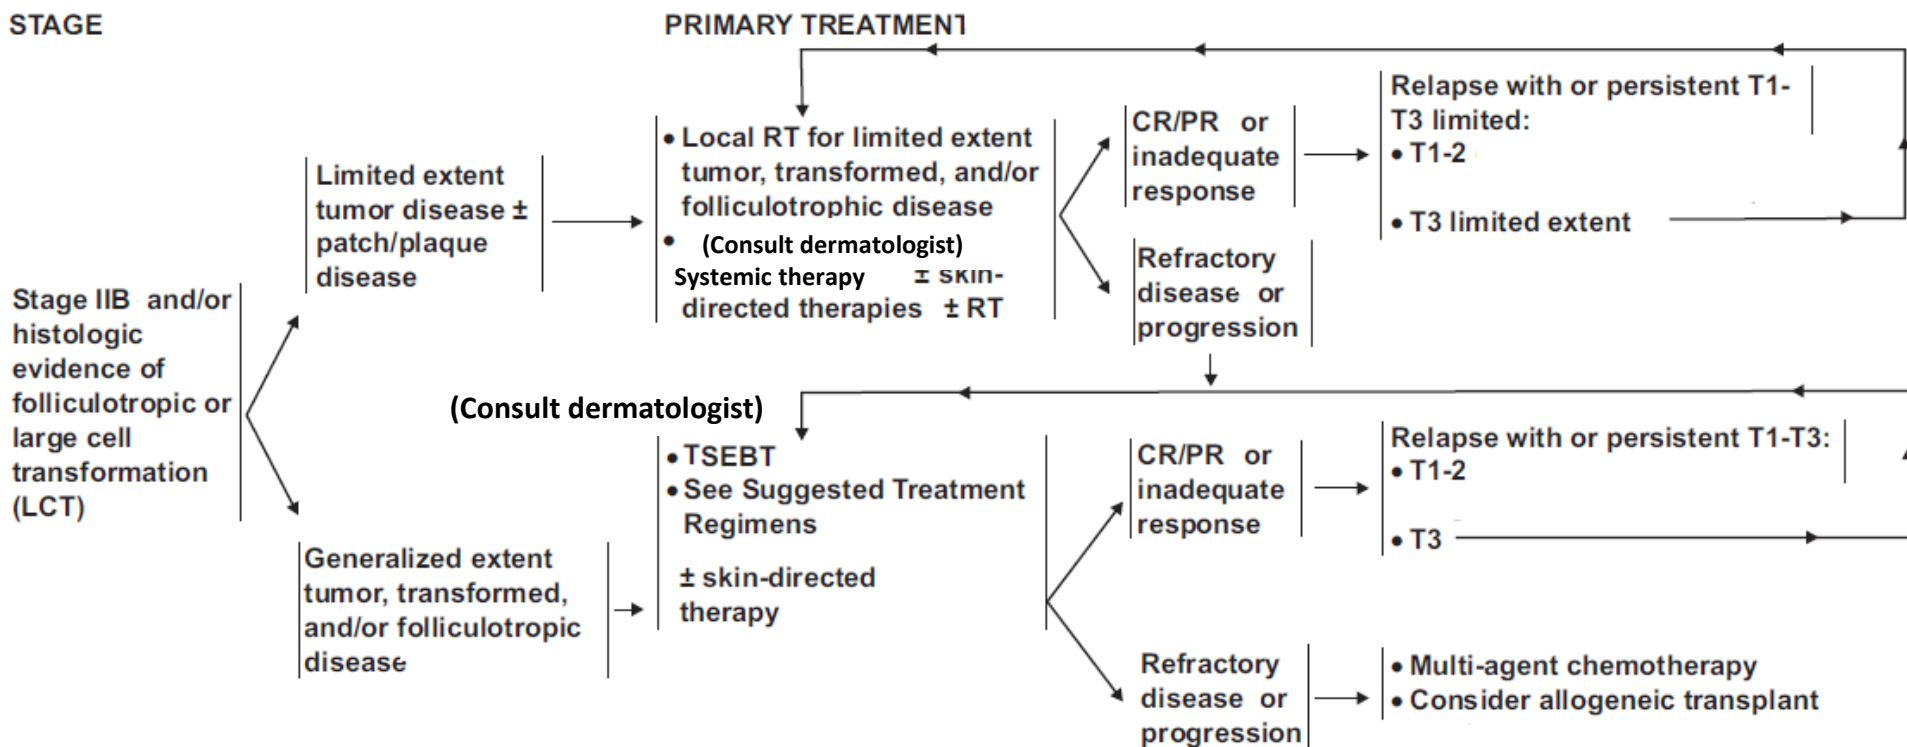 STAGE
PRIMARY TREATMENT
Stage IIB and/or
histologic
evidence of
folliculotropic or
large cell
transformation
(LCT)
Limited extent
tumor disease ±
patch/plaque
disease
• Local RT for limited extent
tumor, transformed, and/or
folliculotrophic disease
• (Consult dermatologist)
Systemic therapy ± skin-
directed therapies ± RT
CR/PR or
inadequate
response
Relapse with or persistent T1-
T3 limited:
• T1-2
• T3 limited extent
Refractory
disease or
progression
Generalized extent
tumor, transformed,
and/or folliculotropic
disease
(Consult dermatologist)
• TSEBT
• See Suggested Treatment
Regimens
± skin-directed
therapy
CR/PR or
inadequate
response
Relapse with or persistent T1-T3:
• T1-2
• T3
Refractory
disease or
progression
• Multi-agent chemotherapy
• Consider allogeneic transplant